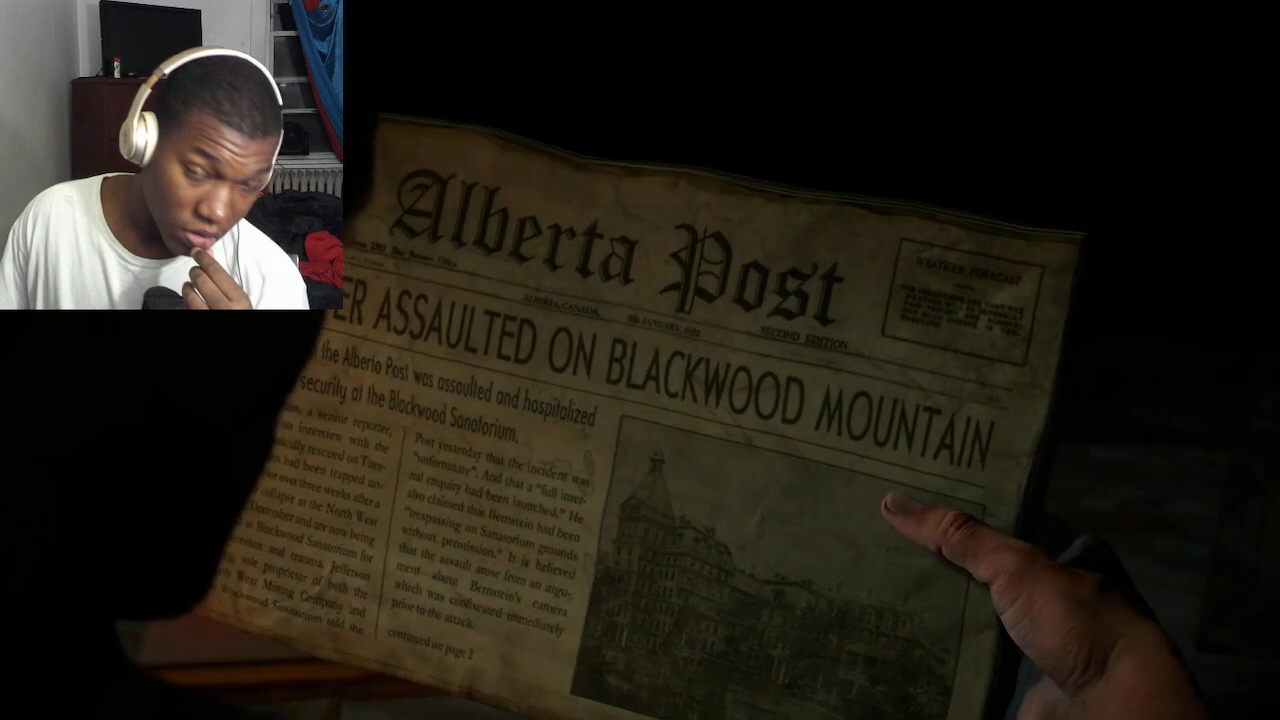 Alberta Post
WEATHER FORECAST
ALBERTA, CANADA,
JANUARY, 1952
SECOND EDITION
ER ASSAULTED ON BLACKWOOD MOUNTAIN
the Alberta Post was assaulted and hospitalized
security at the Blackwood Sanatorium.
a senior reporter,
an interview with the
rescued on Tues-
had been trapped un-
or over three weeks after a
collapse at the North West
December and are now being
at Blackwood Sanatorium for
and trauma. Jefferson
sole proprietor of both the
West Mining Company and
Blackwood Sanatorium told the
Post yesterday that the incident was
"unfortunate". And that a "full inter-
nal enquiry had been launched." He
also claimed this Bernstein had been
"trespassing on Sanatorium grounds
without permission." It is believed
that the assault arose from an argu-
ment about Bernstein's camera
which was confiscated immediately
prior to the attack.
continued on page 2